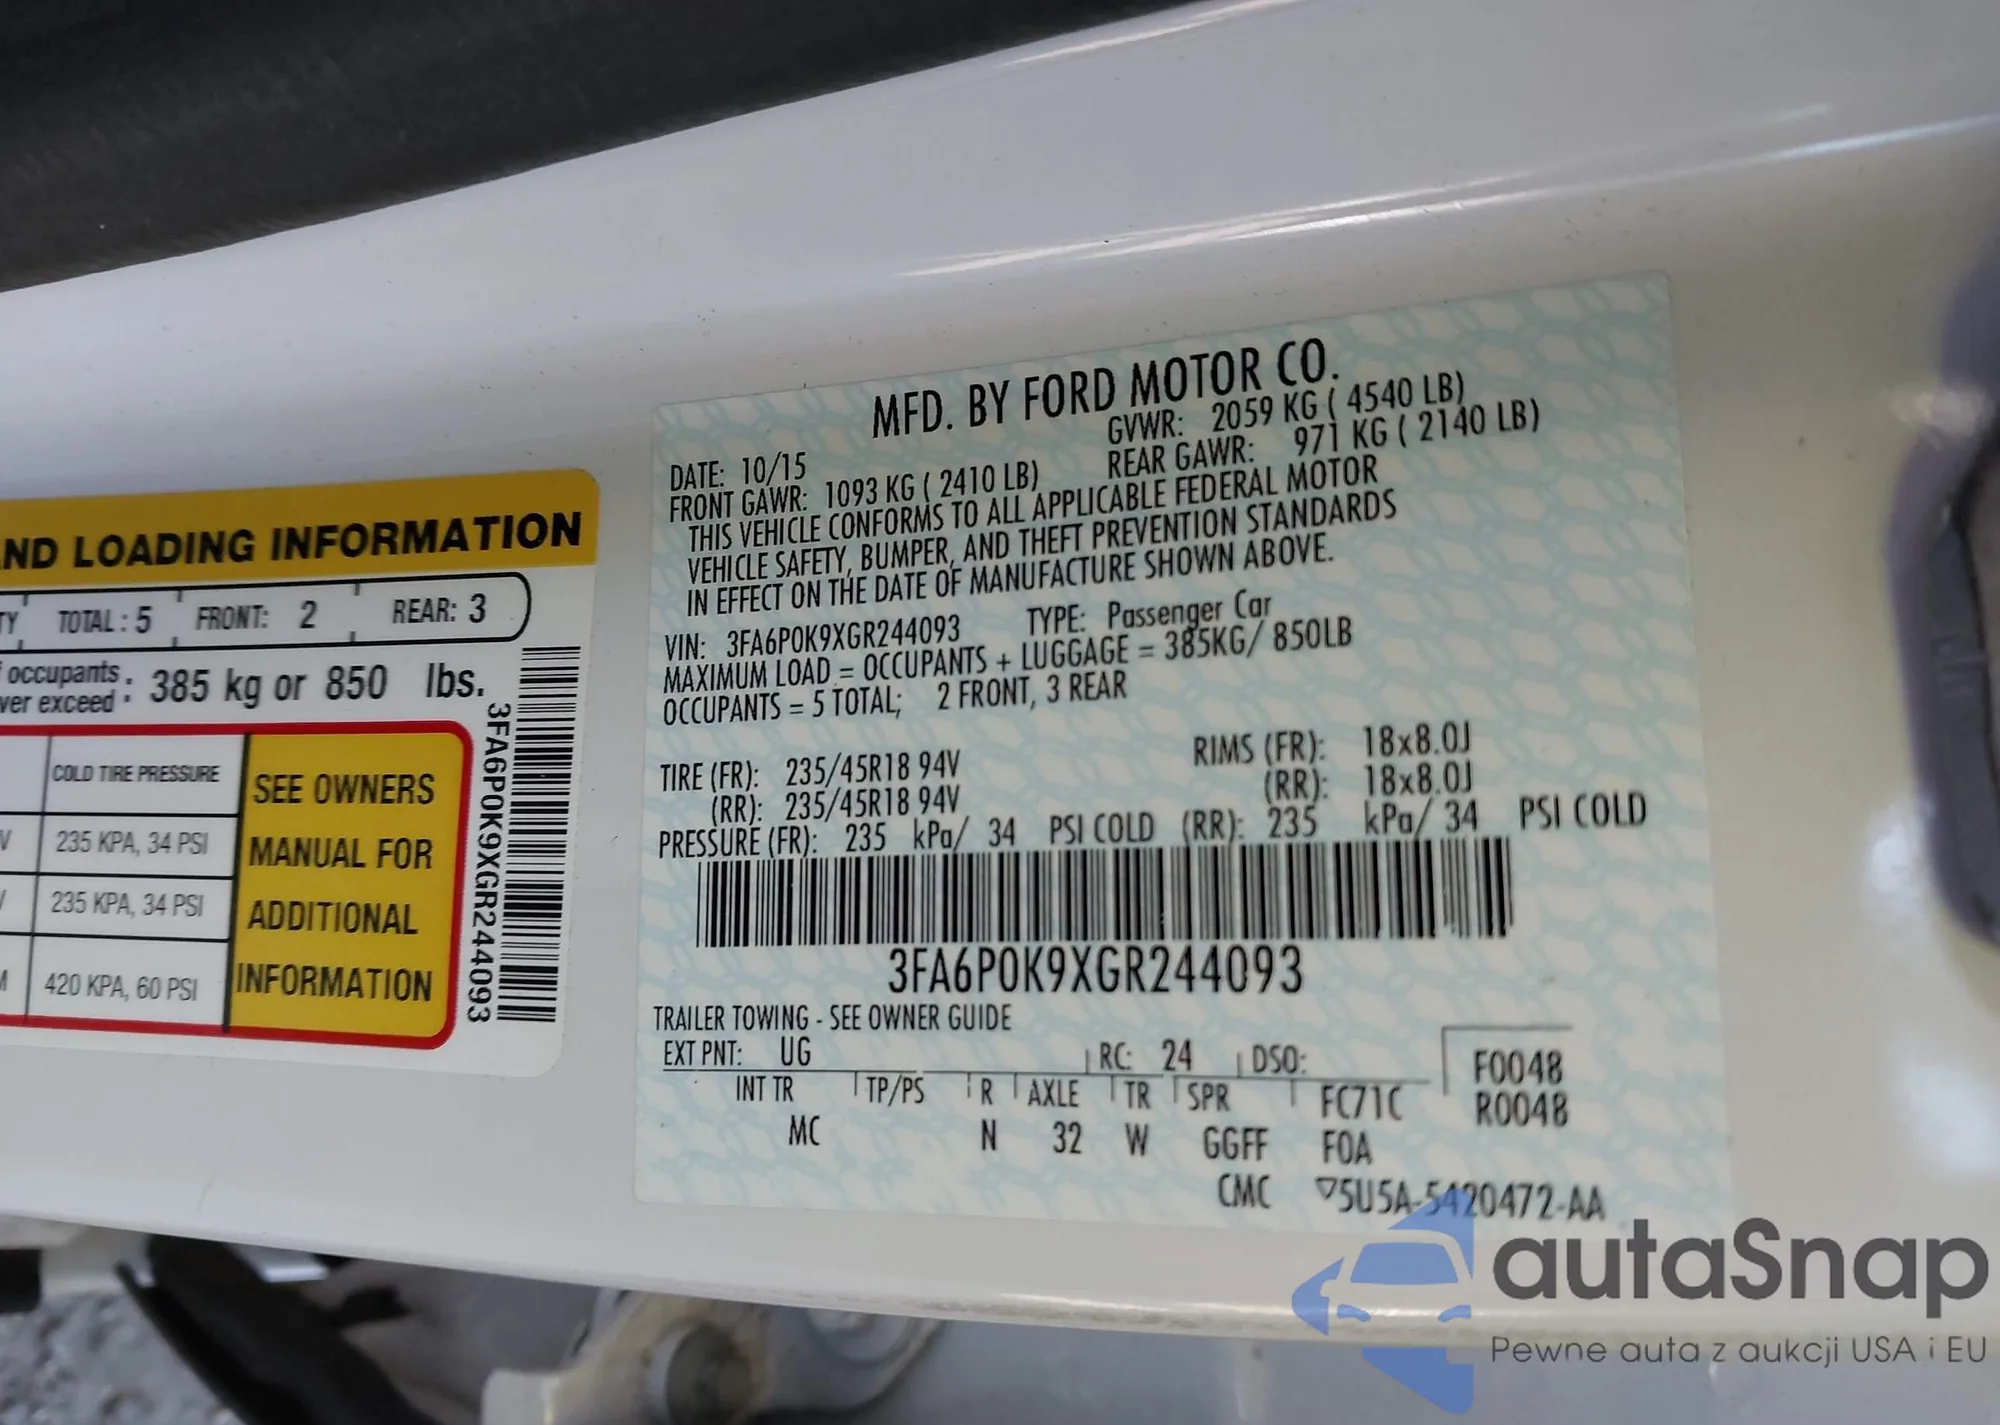 ND LOADING INFORMATION
TY TOTAL: 5 FRONT: 2 REAR: 3
occupants
ver exceed : 385 kg or 850 lbs.
COLD TIRE PRESSURE
235 KPA, 34 PSI
235 KPA, 34 PSI
420 KPA, 60 PSI
SEE OWNERS
MANUAL FOR
ADDITIONAL
INFORMATION
3FA6P0K9XGR244093
MFD. BY FORD MOTOR CO.
DATE: 10/15 GVWR: 2059 KG ( 4540 LB)
FRONT GAWR: 1093 KG ( 2410 LB) REAR GAWR: 971 KG ( 2140 LB)
THIS VEHICLE CONFORMS TO ALL APPLICABLE FEDERAL MOTOR
VEHICLE SAFETY, BUMPER, AND THEFT PREVENTION STANDARDS
IN EFFECT ON THE DATE OF MANUFACTURE SHOWN ABOVE.
VIN: 3FA6P0K9XGR244093 TYPE: Passenger Car
MAXIMUM LOAD = OCCUPANTS + LUGGAGE = 385KG/ 850LB
OCCUPANTS = 5 TOTAL; 2 FRONT, 3 REAR
TIRE (FR): 235/45R18 94V RIMS (FR): 18x8.0J
(RR): 235/45R18 94V (RR): 18x8.0J
PRESSURE (FR): 235 kPa/ 34 PSI COLD (RR): 235 kPa/ 34 PSI COLD
3FA6P0K9XGR244093
TRAILER TOWING - SEE OWNER GUIDE
EXT PNT: UG RC: 24 DSO: F0048
INT TR TP/PS R AXLE TR SPR FC71C R0048
MC N 32 W GGFF FOA
CMC ▽5U5A-5420472-AA
autaSnap
Pewne auta z aukcji USA i EU